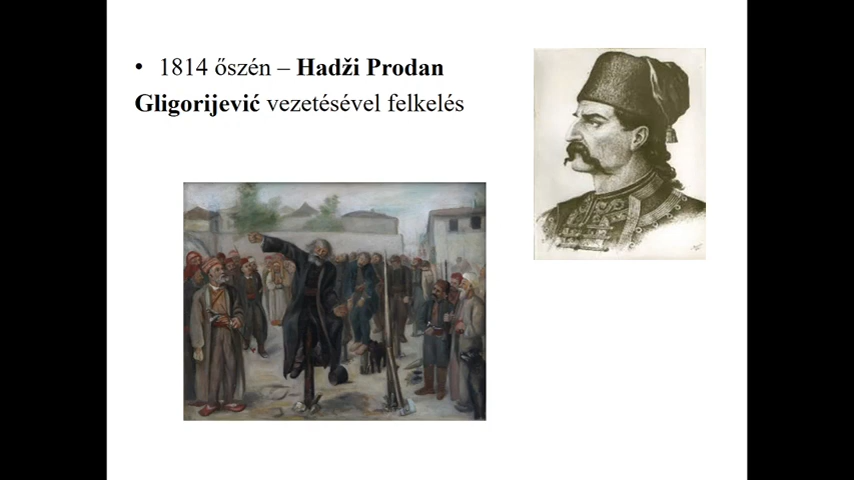 • 1814 őszén – Hadži Prodan
Gligorijević vezetésével felkelés